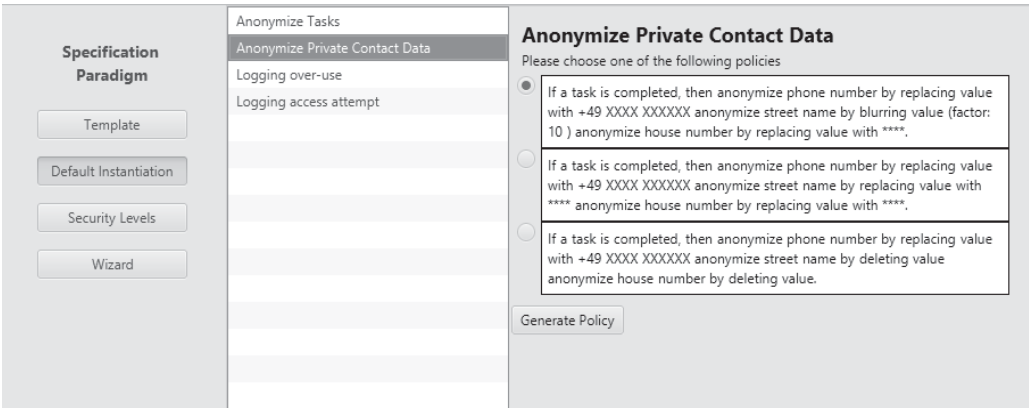 Specification
Paradigm
Template
Default Instantiation
Security Levels
Wizard
Anonymize Tasks
Anonymize Private Contact Data
Logging over-use
Logging access attempt
Anonymize Private Contact Data
Please choose one of the following policies
If a task is completed, then anonymize phone number by replacing value
with +49 XXXX XXXXXX anonymize street name by blurring value (factor:
10 ) anonymize house number by replacing value with ****.
If a task is completed, then anonymize phone number by replacing value
with +49 XXXX XXXXXX anonymize street name by replacing value with
**** anonymize house number by replacing value with ****.
If a task is completed, then anonymize phone number by replacing value
with +49 XXXX XXXXXX anonymize street name by deleting value
anonymize house number by deleting value.
Generate Policy